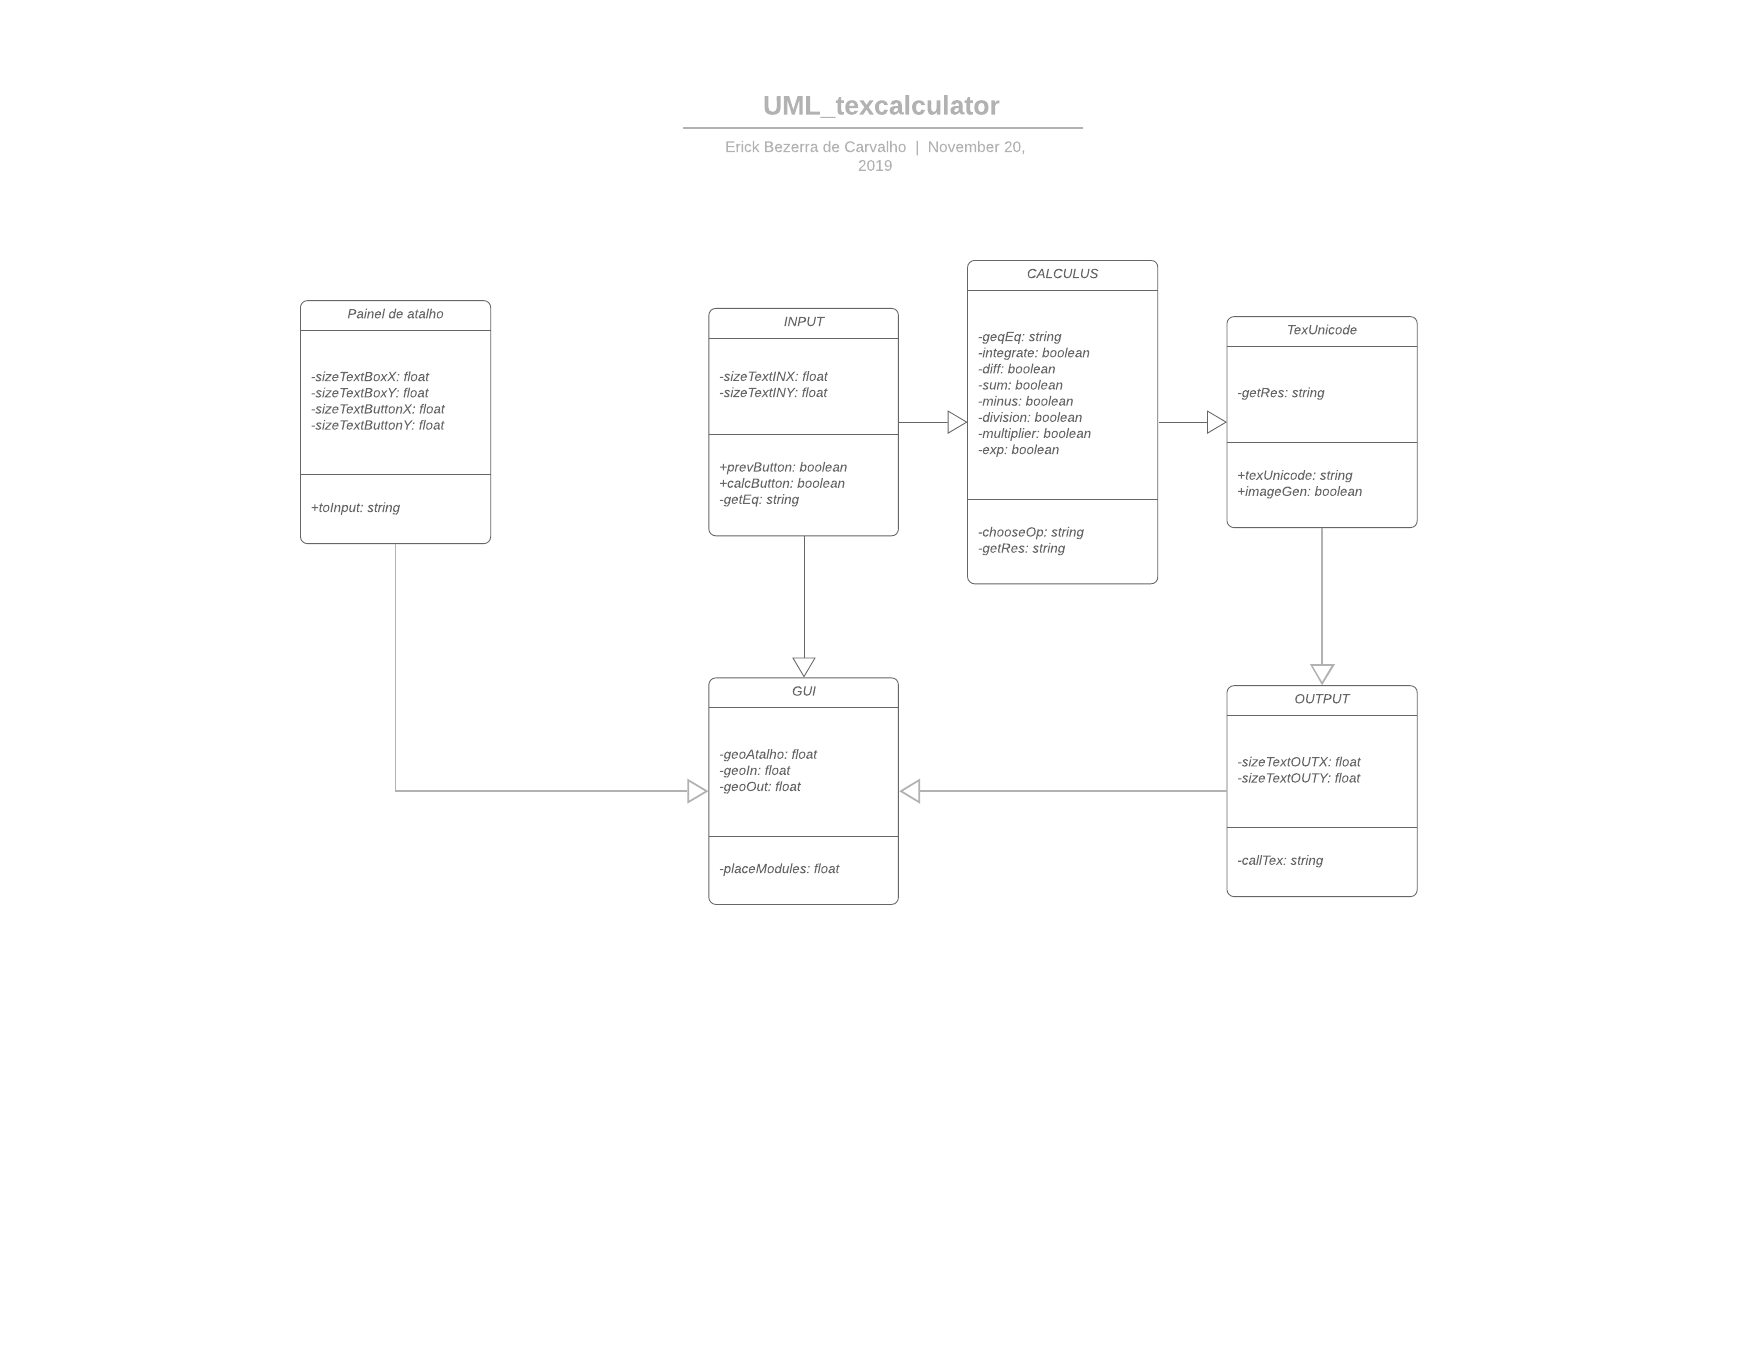 UML_texcalculator
Erick Bezerra de Carvalho | November 20,
2019
Painel de atalho
-sizeTextBoxX: float
-sizeTextBoxY: float
-sizeTextButtonX: float
-sizeTextButtonY: float
+toInput: string
INPUT
-sizeTextINX: float
-sizeTextINY: float
+prevButton: boolean
+calcButton: boolean
-getEq: string
CALCULUS
-geqEq: string
-integrate: boolean
-diff: boolean
-sum: boolean
-minus: boolean
-division: boolean
-multiplier: boolean
-exp: boolean
-chooseOp: string
-getRes: string
TexUnicode
-getRes: string
+texUnicode: string
+imageGen: boolean
GUI
-geoAtalho: float
-geoIn: float
-geoOut: float
-placeModules: float
OUTPUT
-sizeTextOUTX: float
-sizeTextOUTY: float
-callTex: string